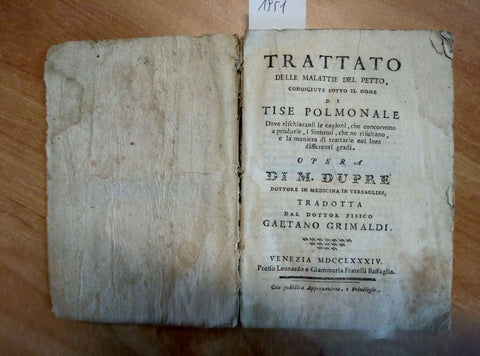 1951
TRATTATO
DELLE MALATTIE DEL PETTO,
CONOSCIUTE SOTTO IL NOME
DI
TISE POLMONALE
Dove rischiaransi le cagioni, che concorrono
a produrle, i Sintomi, che ne risultano,
e la maniera di trattarle nei loro
differenti gradi.
OPERA
DI M. DUPRE
DOTTORE IN MEDICINA IN VERSAGLIES,
TRADOTTA
DAL DOTTOR FISICO
GAETANO GRIMALDI.
VENEZIA MDCCLXXXIV.
Presso Leonardo e Giammaria Fratelli Bassaglia.
Con pubblica Approvazione, e Privilegio.